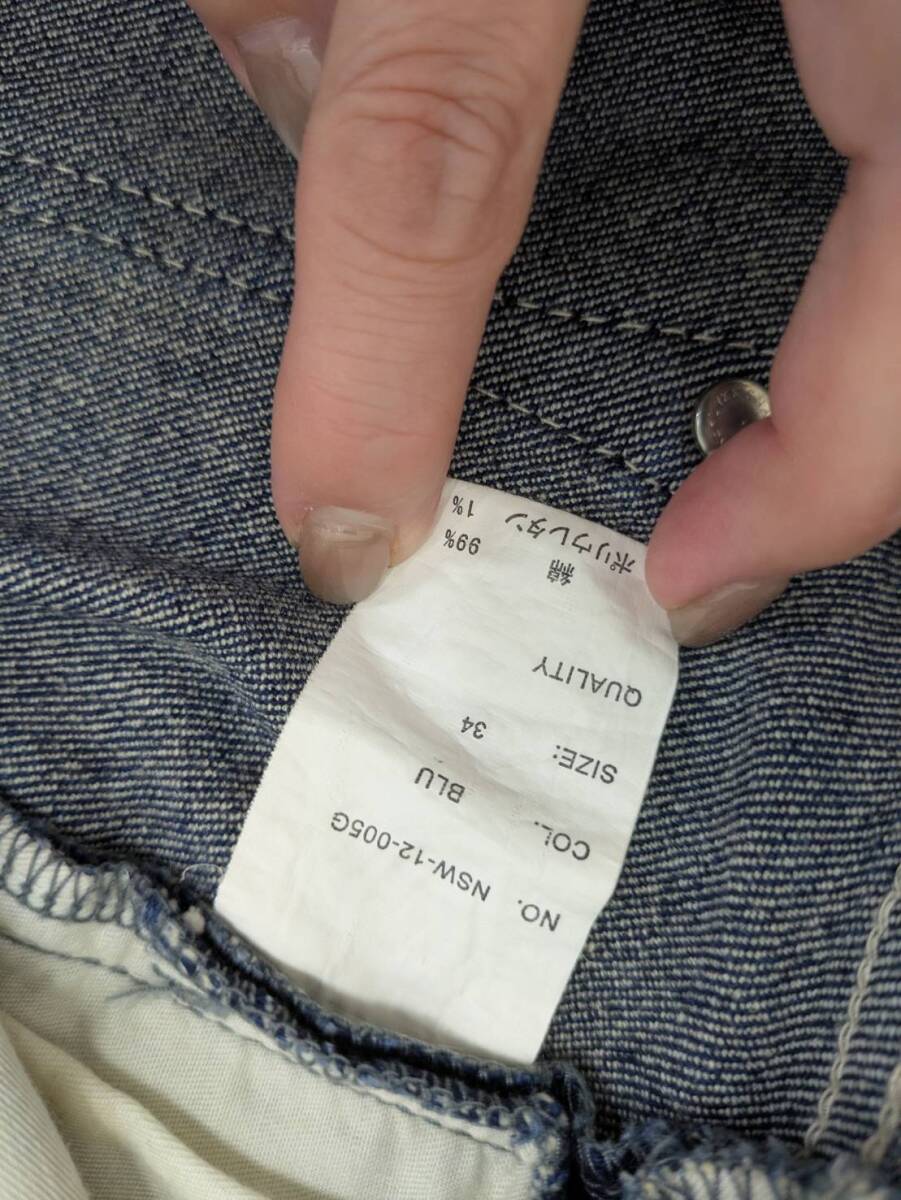 NO. NSW-12-005G
COL. BLU
SIZE: 34
QUALITY
綿 99%
ポリウレタン 1%